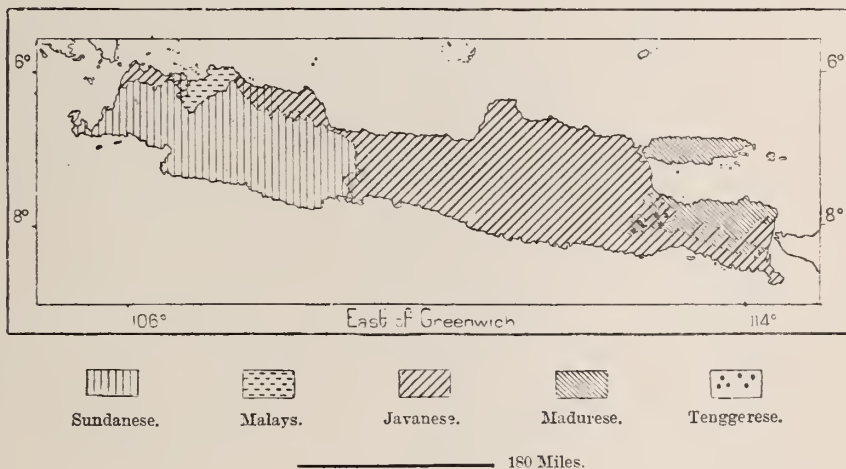 6° 6°
8° 8°
106° East of Greenwich 114°
Sundanese. Malays. Javanese. Madurese. Tenggerese.
180 Miles.